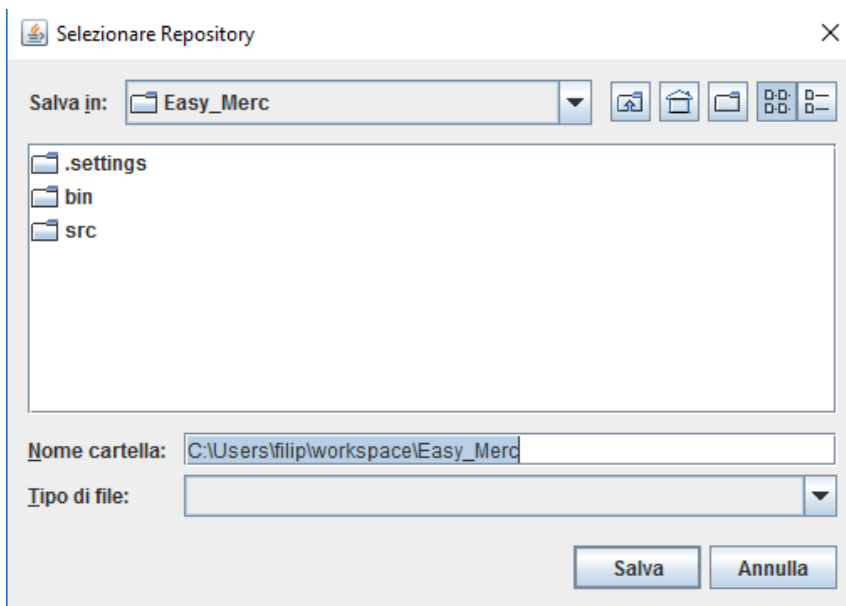 Selezionare Repository
Salva in: Easy_Merc
.settings
bin
src
Nome cartella: C:\Users\filip\workspace\Easy_Merc
Tipo di file:
Salva Annulla